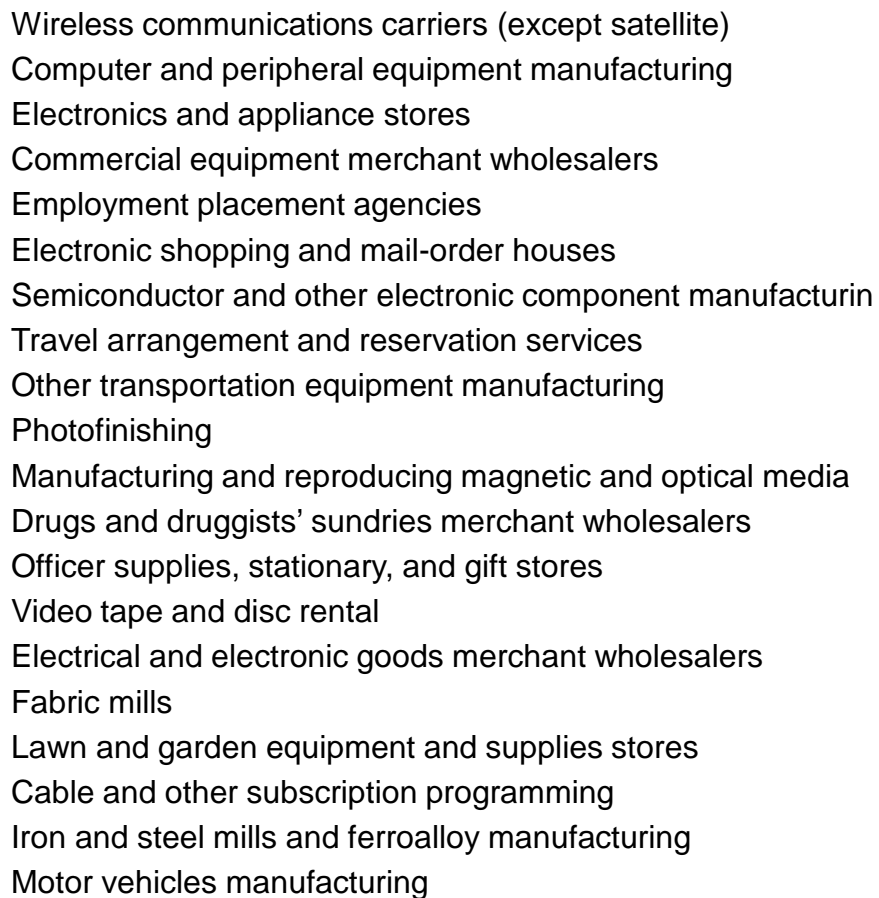 Wireless communications carriers (except satellite)
Computer and peripheral equipment manufacturing
Electronics and appliance stores
Commercial equipment merchant wholesalers
Employment placement agencies
Electronic shopping and mail-order houses
Semiconductor and other electronic component manufacturin
Travel arrangement and reservation services
Other transportation equipment manufacturing
Photofinishing
Manufacturing and reproducing magnetic and optical media
Drugs and druggists’ sundries merchant wholesalers
Officer supplies, stationary, and gift stores
Video tape and disc rental
Electrical and electronic goods merchant wholesalers
Fabric mills
Lawn and garden equipment and supplies stores
Cable and other subscription programming
Iron and steel mills and ferroalloy manufacturing
Motor vehicles manufacturing